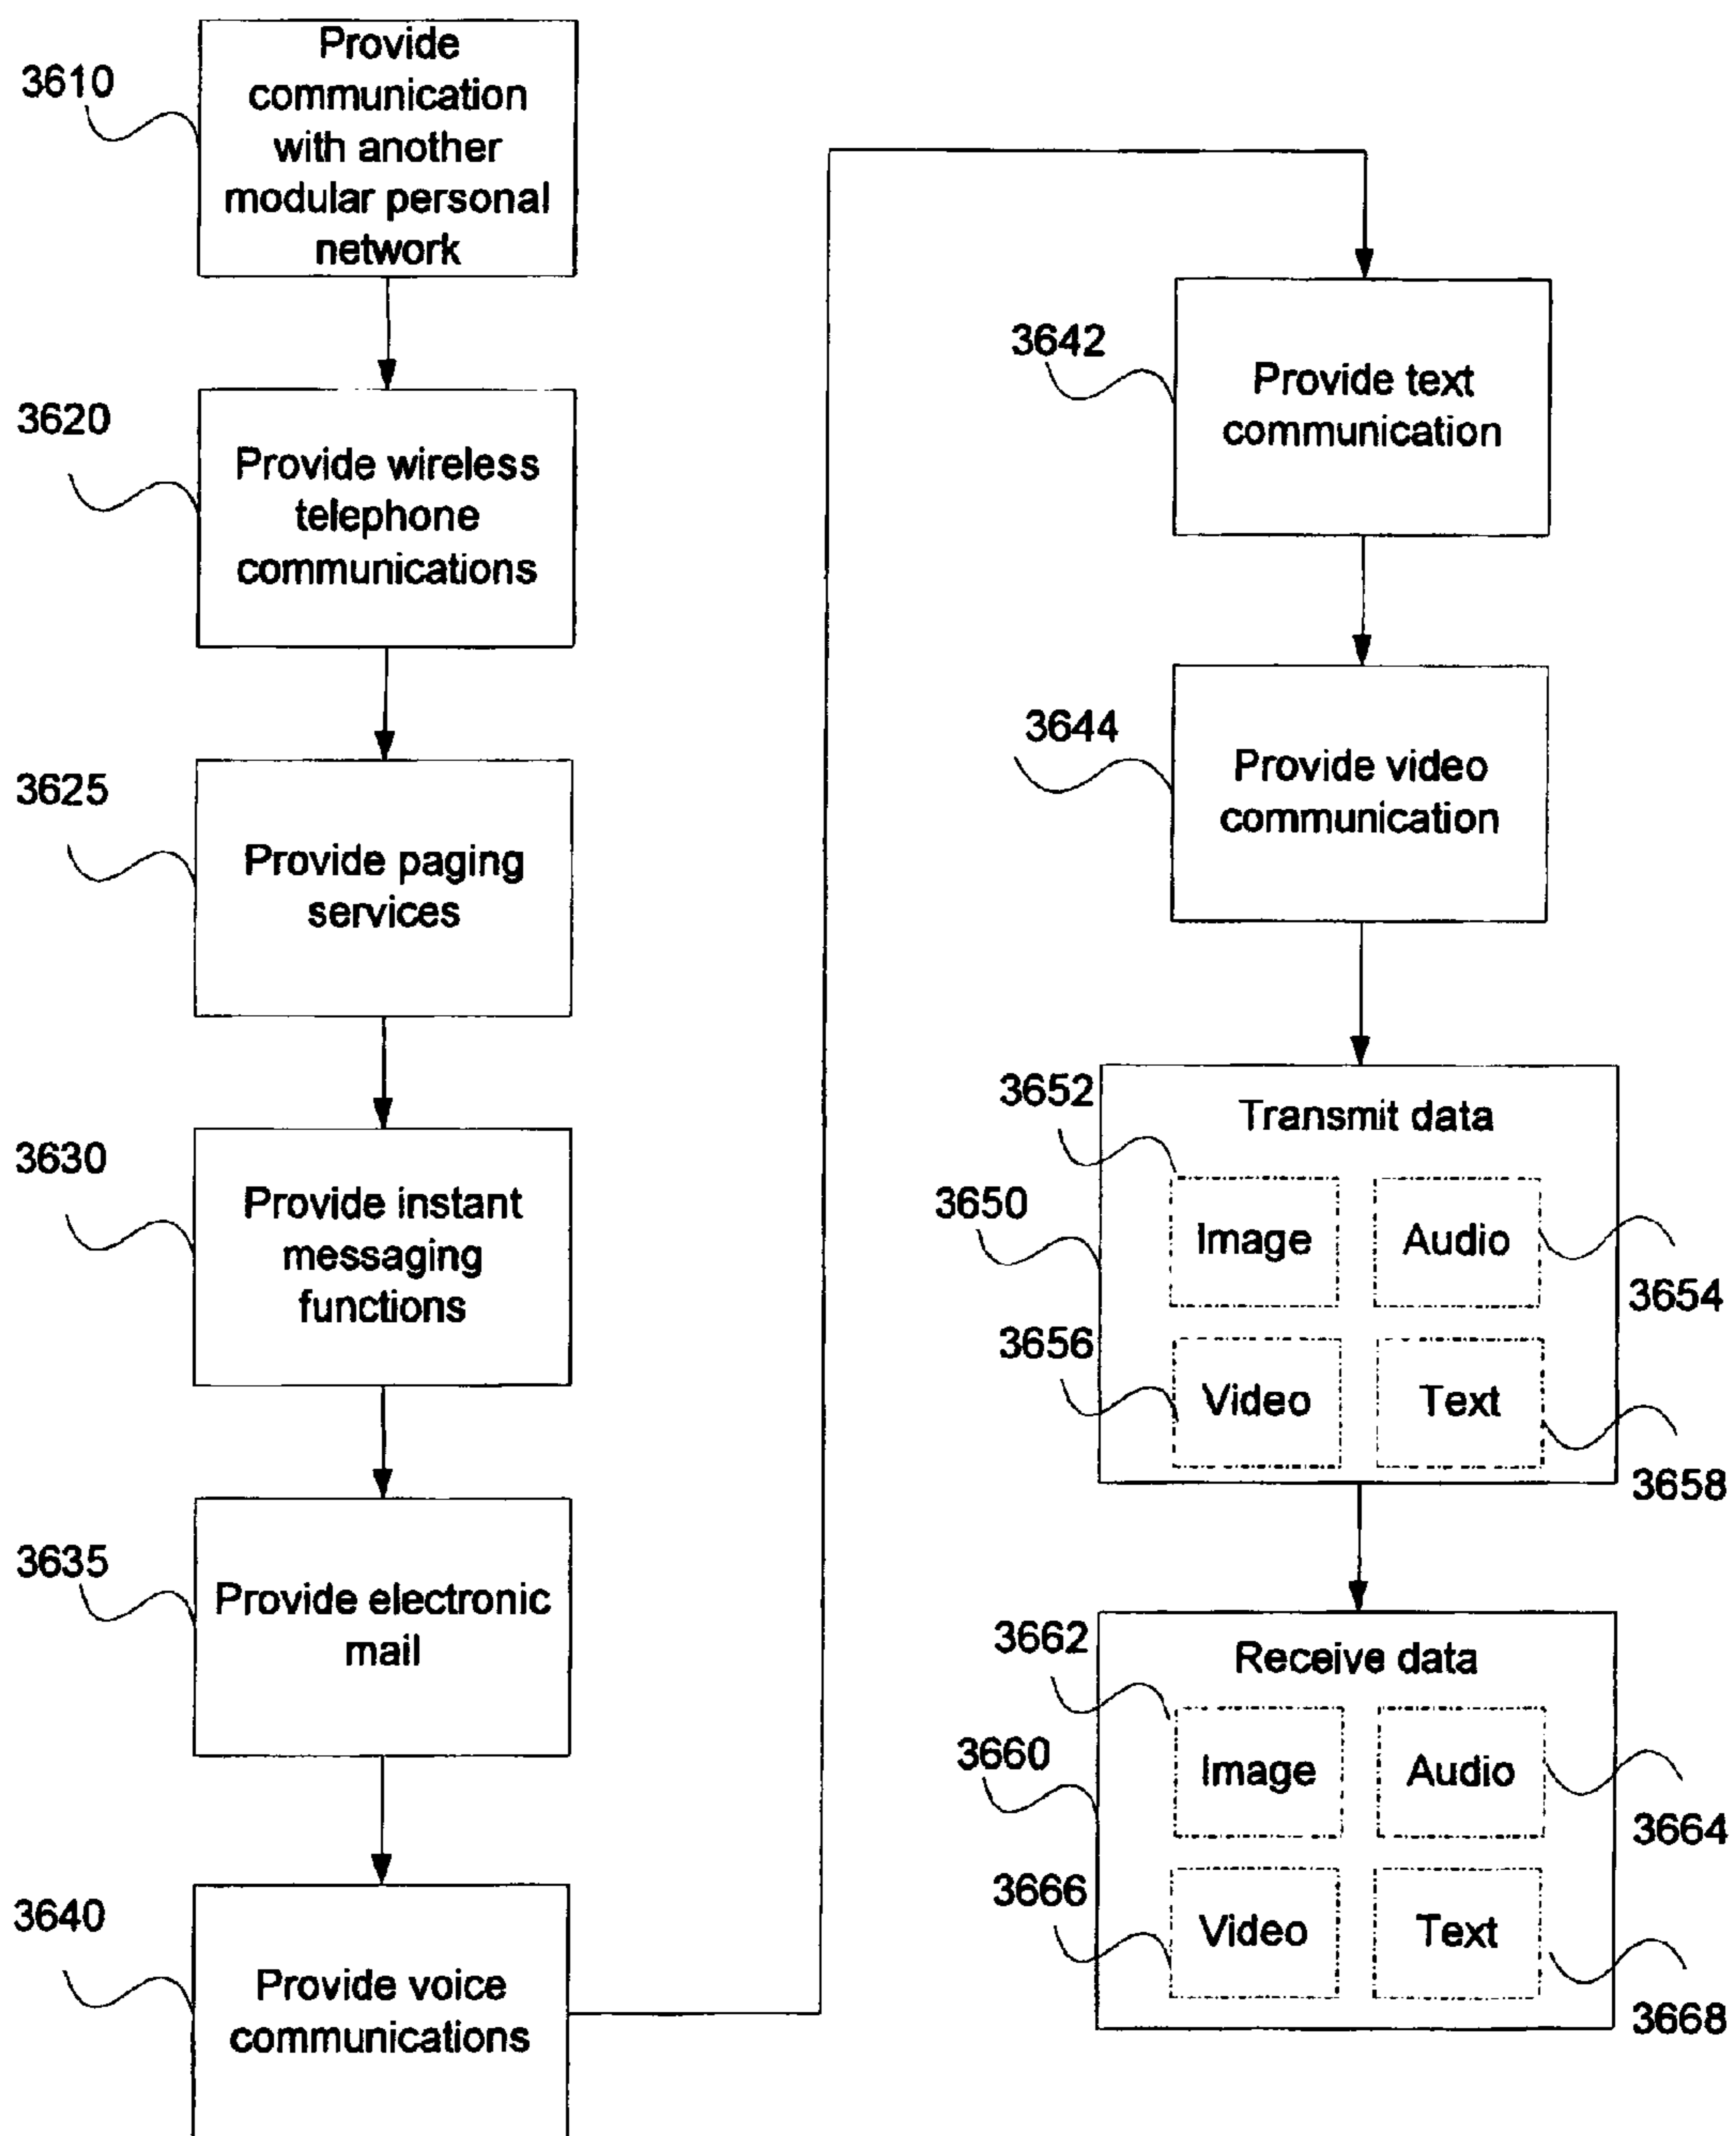 3610
Provide
communication
with another
modular personal
network
3620
Provide wireless
telephone
communications
3625
Provide paging
services
3630
Provide instant
messaging
functions
3635
Provide electronic
mail
3640
Provide voice
communications
3642
Provide text
communication
3644
Provide video
communication
3650
Transmit data
3652
Image
Audio
3654
3656
Video
Text
3658
3660
Receive data
3662
Image
Audio
3664
3666
Video
Text
3668